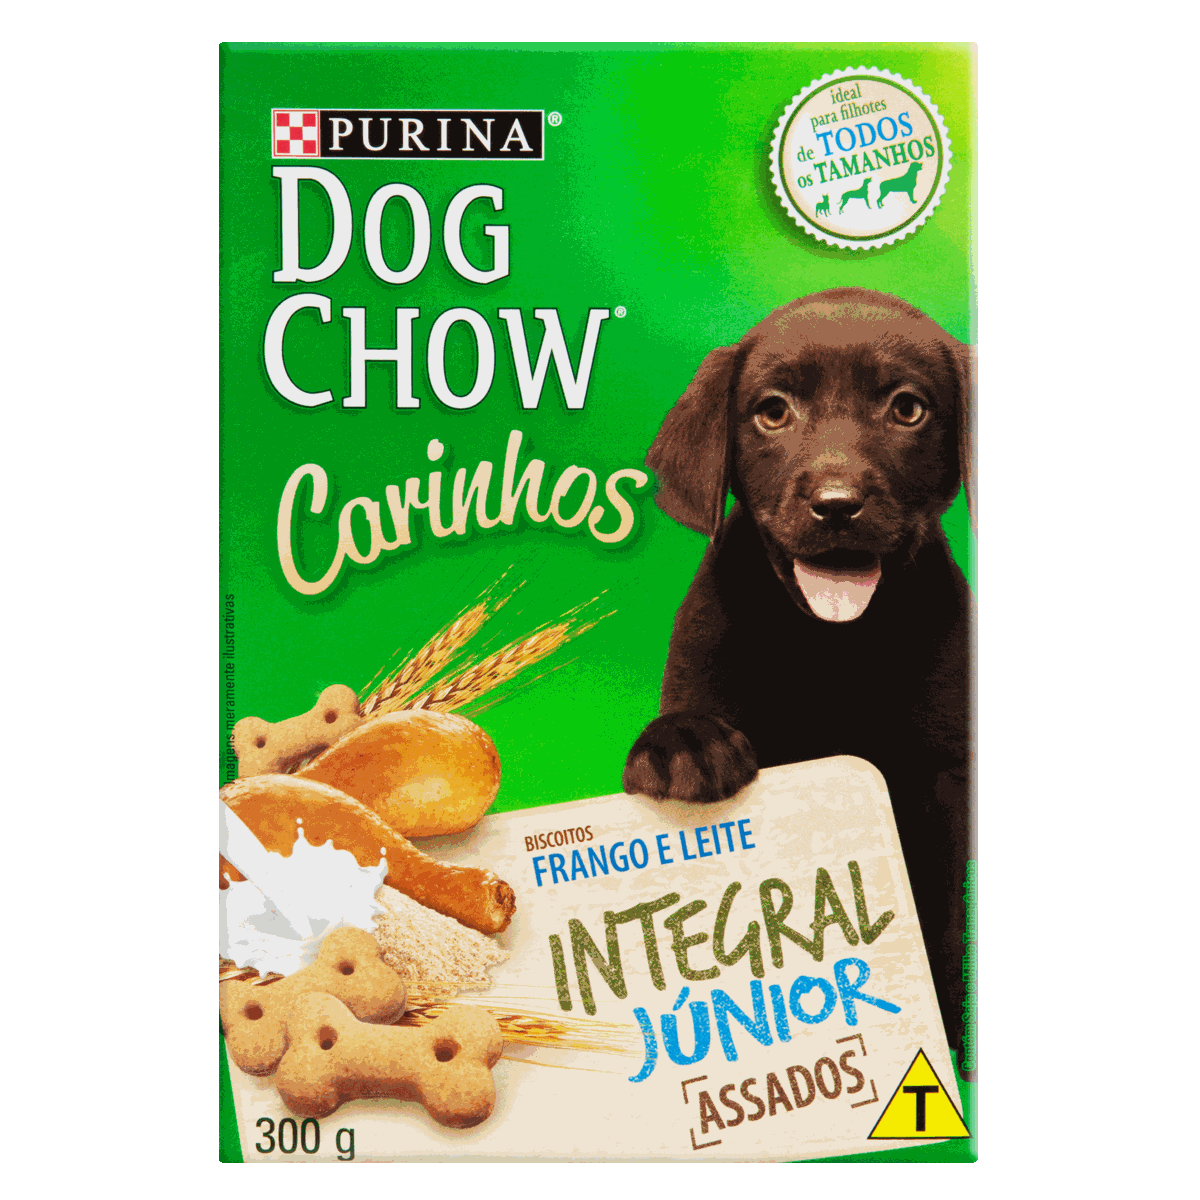 PURINA®
DOG
CHOW®
Carinhos
ideal
para filhotes
de TODOS
os TAMANHOS
Imagens meramente ilustrativas
BISCOITOS
FRANGO E LEITE
INTEGRAL
JÚNIOR
ASSADOS
T
300 g